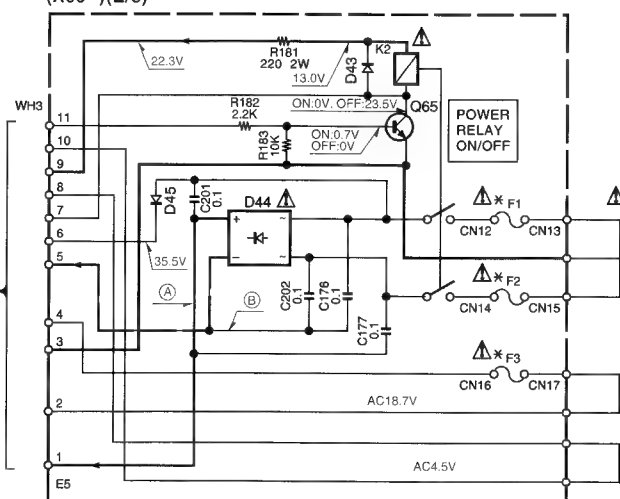 22.3V
R181
220 2W
13.0V
D43
K2
WH3
R182
2.2K
ON:0V. OFF:23.5V
Q65
R183
10K
ON:0.7V
OFF:0V
POWER
RELAY
ON/OFF
11
10
9
8
7
6
5
4
3
2
1
D45
C201
0.1
D44
+
~
-
~
35.5V
A
B
C202
0.1
C176
0.1
C177
0.1
* F1
CN12
CN13
* F2
CN14
CN15
* F3
CN16
CN17
AC18.7V
AC4.5V
E5